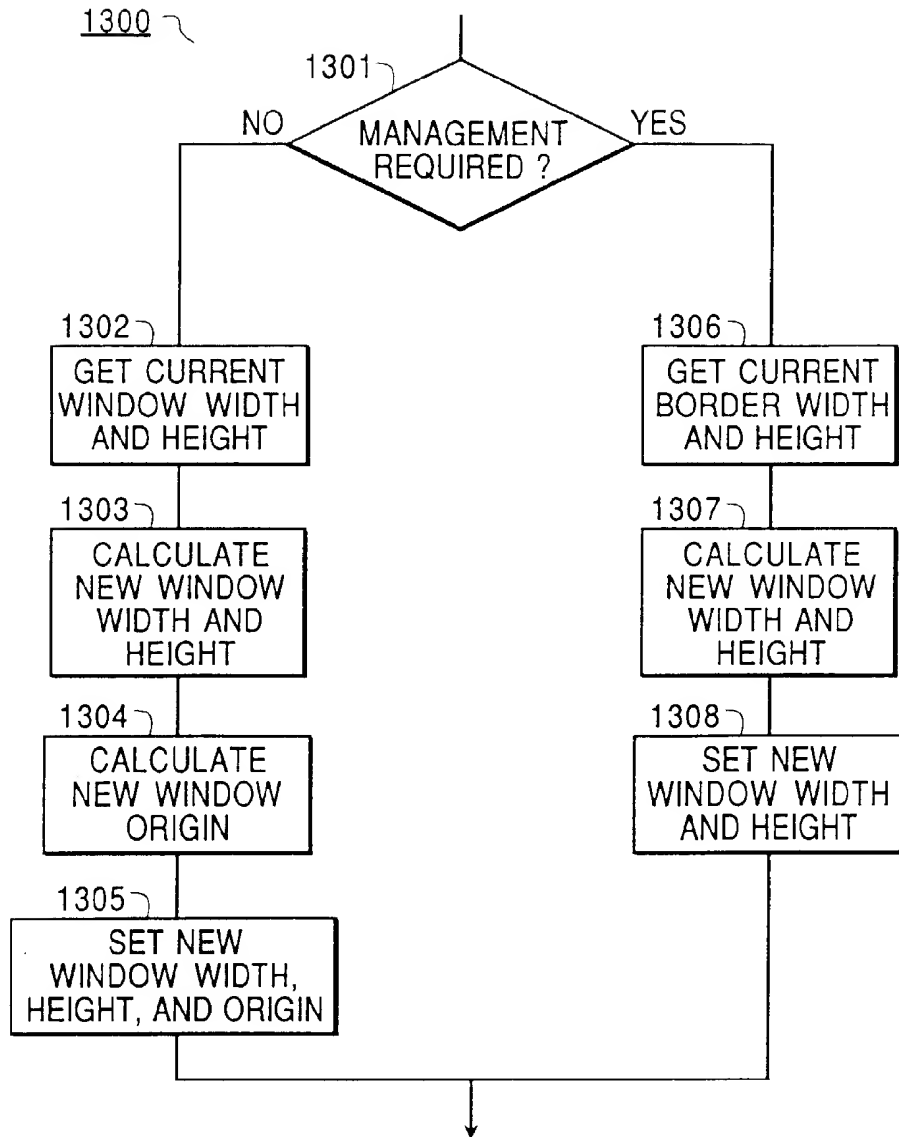 1300
1301
NO
MANAGEMENT
REQUIRED ?
YES
1302
GET CURRENT
WINDOW WIDTH
AND HEIGHT
1303
CALCULATE
NEW WINDOW
WIDTH AND
HEIGHT
1304
CALCULATE
NEW WINDOW
ORIGIN
1305
SET NEW
WINDOW WIDTH,
HEIGHT, AND ORIGIN
1306
GET CURRENT
BORDER WIDTH
AND HEIGHT
1307
CALCULATE
NEW WINDOW
WIDTH AND
HEIGHT
1308
SET NEW
WINDOW WIDTH
AND HEIGHT